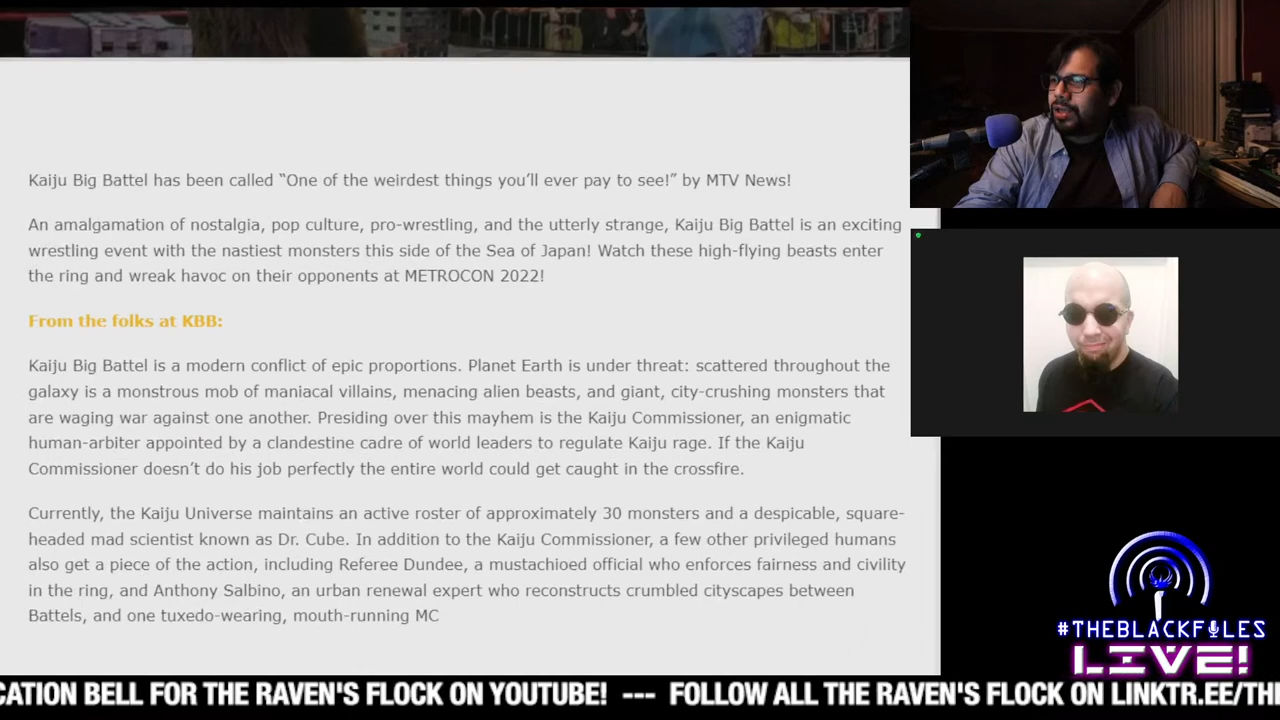 Kaiju Big Battel has been called “One of the weirdest things you’ll ever pay to see!” by MTV News!
An amalgamation of nostalgia, pop culture, pro-wrestling, and the utterly strange, Kaiju Big Battel is an exciting
wrestling event with the nastiest monsters this side of the Sea of Japan! Watch these high-flying beasts enter
the ring and wreak havoc on their opponents at METROCON 2022!
From the folks at KBB:
Kaiju Big Battel is a modern conflict of epic proportions. Planet Earth is under threat: scattered throughout the
galaxy is a monstrous mob of maniacal villains, menacing alien beasts, and giant, city-crushing monsters that
are waging war against one another. Presiding over this mayhem is the Kaiju Commissioner, an enigmatic
human-arbiter appointed by a clandestine cadre of world leaders to regulate Kaiju rage. If the Kaiju
Commissioner doesn’t do his job perfectly the entire world could get caught in the crossfire.
Currently, the Kaiju Universe maintains an active roster of approximately 30 monsters and a despicable, square-
headed mad scientist known as Dr. Cube. In addition to the Kaiju Commissioner, a few other privileged humans
also get a piece of the action, including Referee Dundee, a mustachioed official who enforces fairness and civility
in the ring, and Anthony Salbino, an urban renewal expert who reconstructs crumbled cityscapes between
Battels, and one tuxedo-wearing, mouth-running MC
#THEBLACKFILES
LIVE!
CATION BELL FOR THE RAVEN'S FLOCK ON YOUTUBE! --- FOLLOW ALL THE RAVEN'S FLOCK ON LINKTR.EE/THE